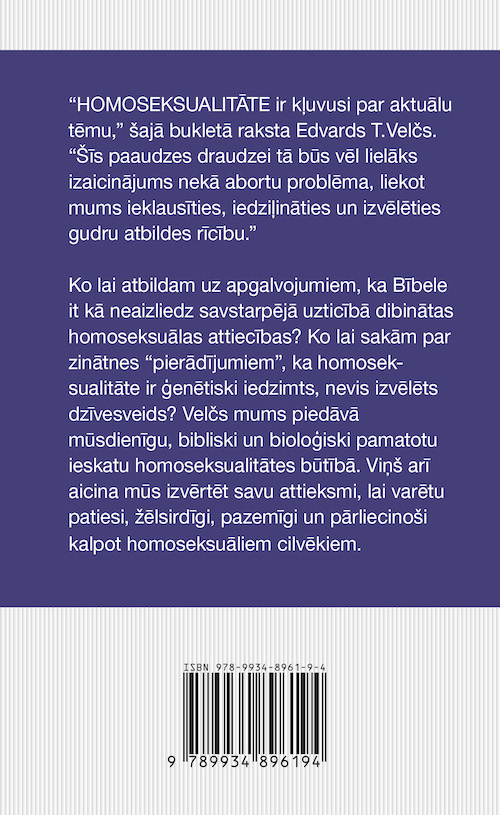 “HOMOSEKSUALITĀTE ir kļuvusi par aktuālu
tēmu,” šajā bukletā raksta Edvards T.Velčs.
“Šīs paaudzes draudzei tā būs vēl lielāks
izaicinājums nekā abortu problēma, liekot
mums ieklausīties, iedziļināties un izvēlēties
gudru atbildes rīcību.”
Ko lai atbildam uz apgalvojumiem, ka Bībele
it kā neaizliedz savstarpējā uzticībā dibinātas
homoseksuālas attiecības? Ko lai sakām par
zinātnes “pierādījumiem”, ka homosek-
sualitāte ir ģenētiski iedzimts, nevis izvēlēts
dzīvesveids? Velčs mums piedāvā
mūsdienīgu, bibliski un bioloģiski pamatotu
ieskatu homoseksualitātes būtībā. Viņš arī
aicina mūs izvērtēt savu attieksmi, lai varētu
patiesi, žēlsirdīgi, pazemīgi un pārliecinoši
kalpot homoseksuāliem cilvēkiem.
ISBN 978-9934-8961-9-4
9 789934 896194